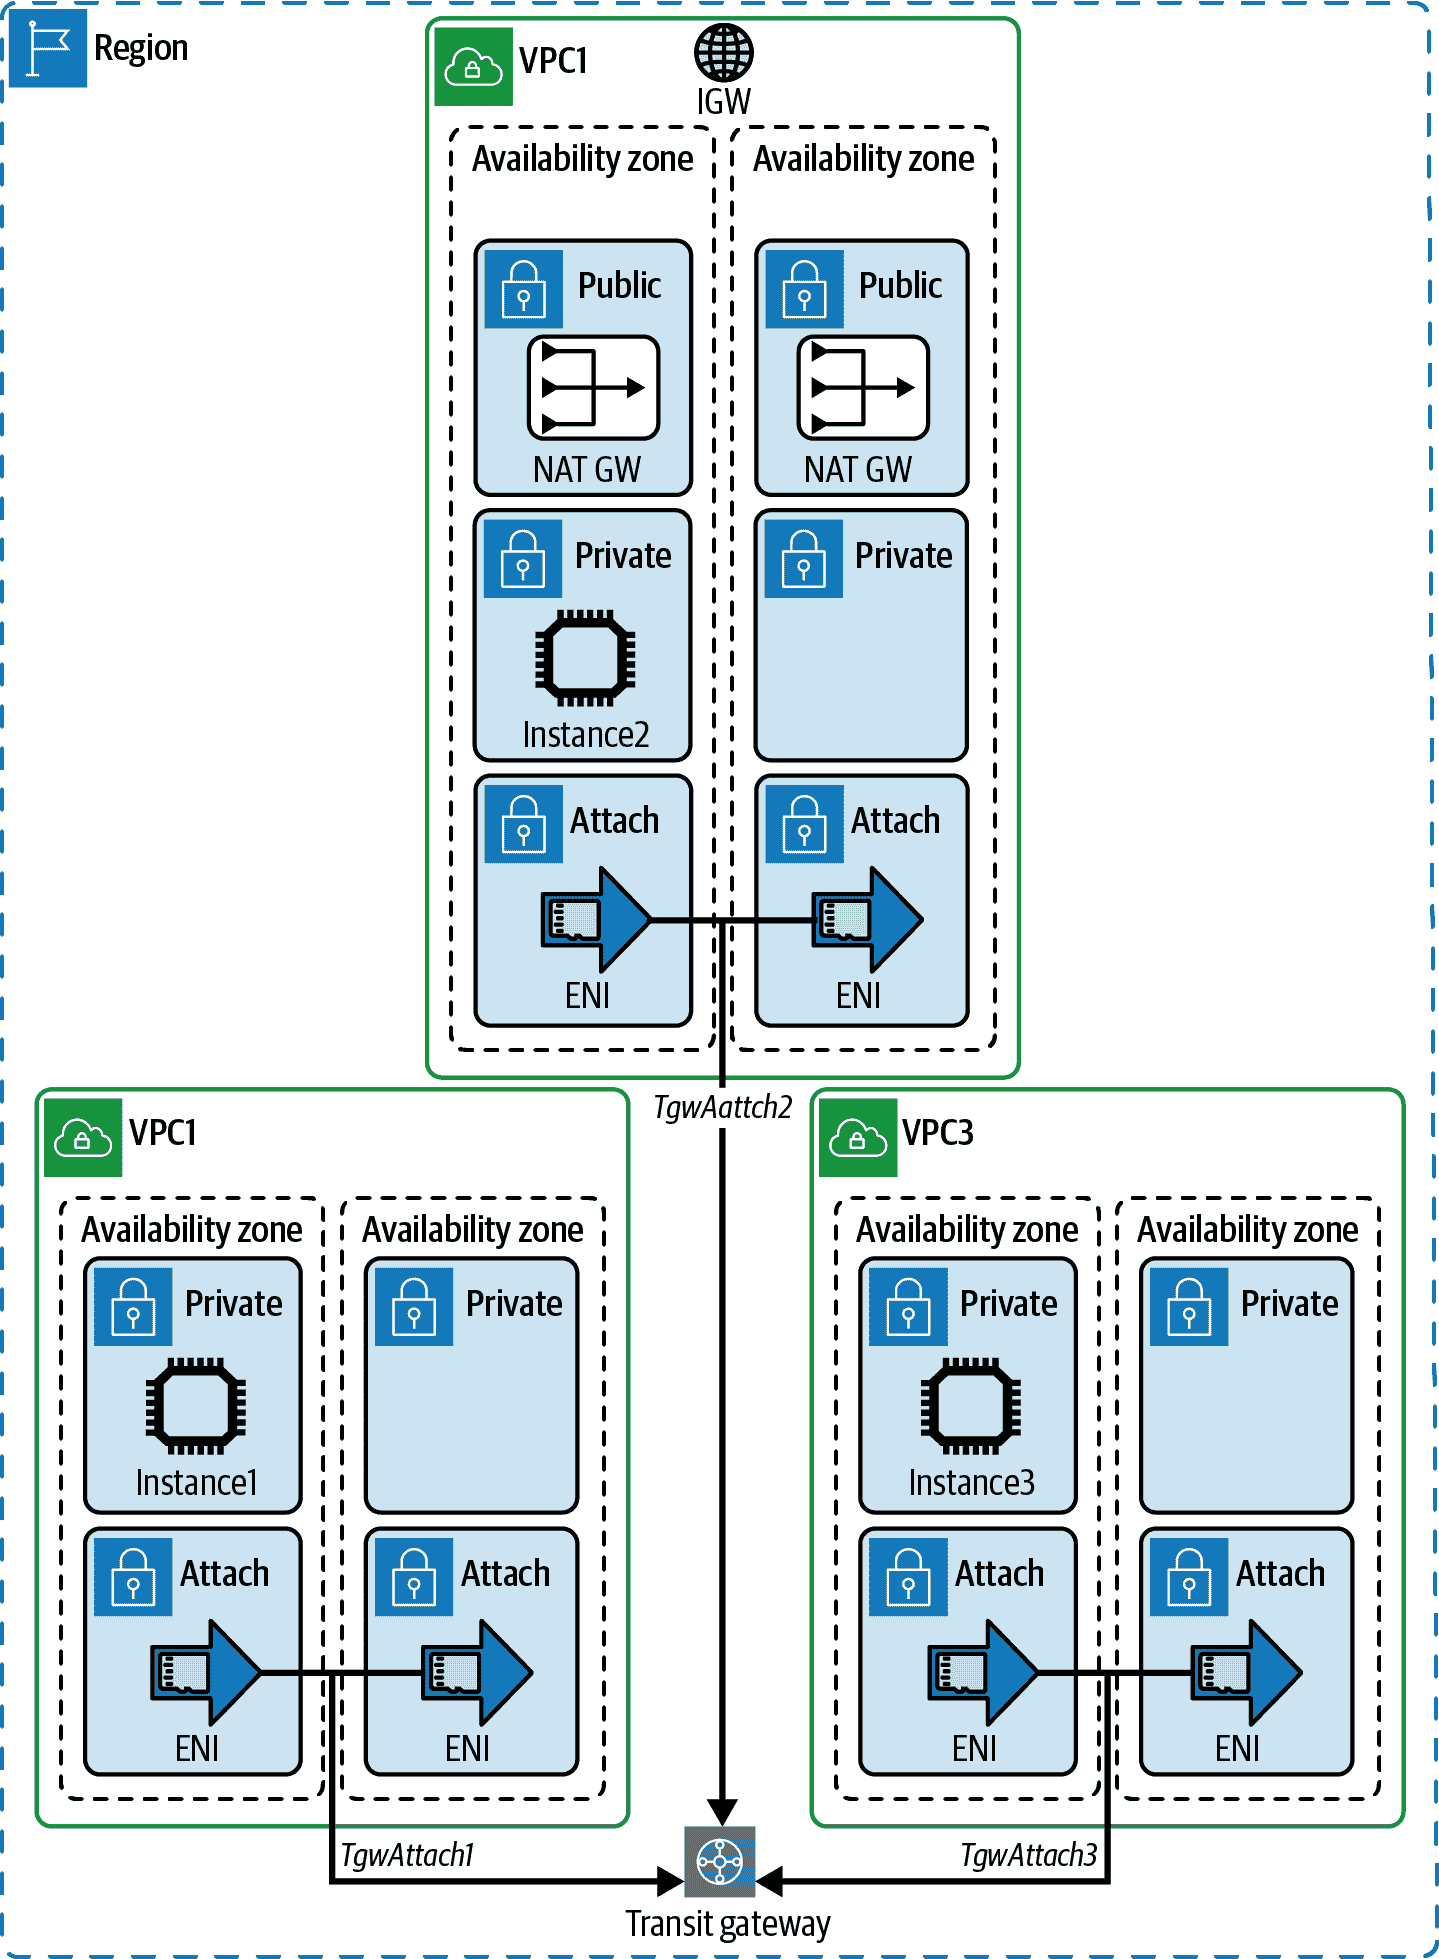 Region
VPC1
IGW
Availability zone
Availability zone
Public
Public
NAT GW
NAT GW
Private
Private
Instance2
Attach
Attach
ENI
ENI
TgwAattch2
VPC1
VPC3
Availability zone
Availability zone
Availability zone
Availability zone
Private
Private
Private
Private
Instance1
Instance3
Attach
Attach
Attach
Attach
ENI
ENI
ENI
ENI
TgwAttach1
TgwAttach3
Transit gateway